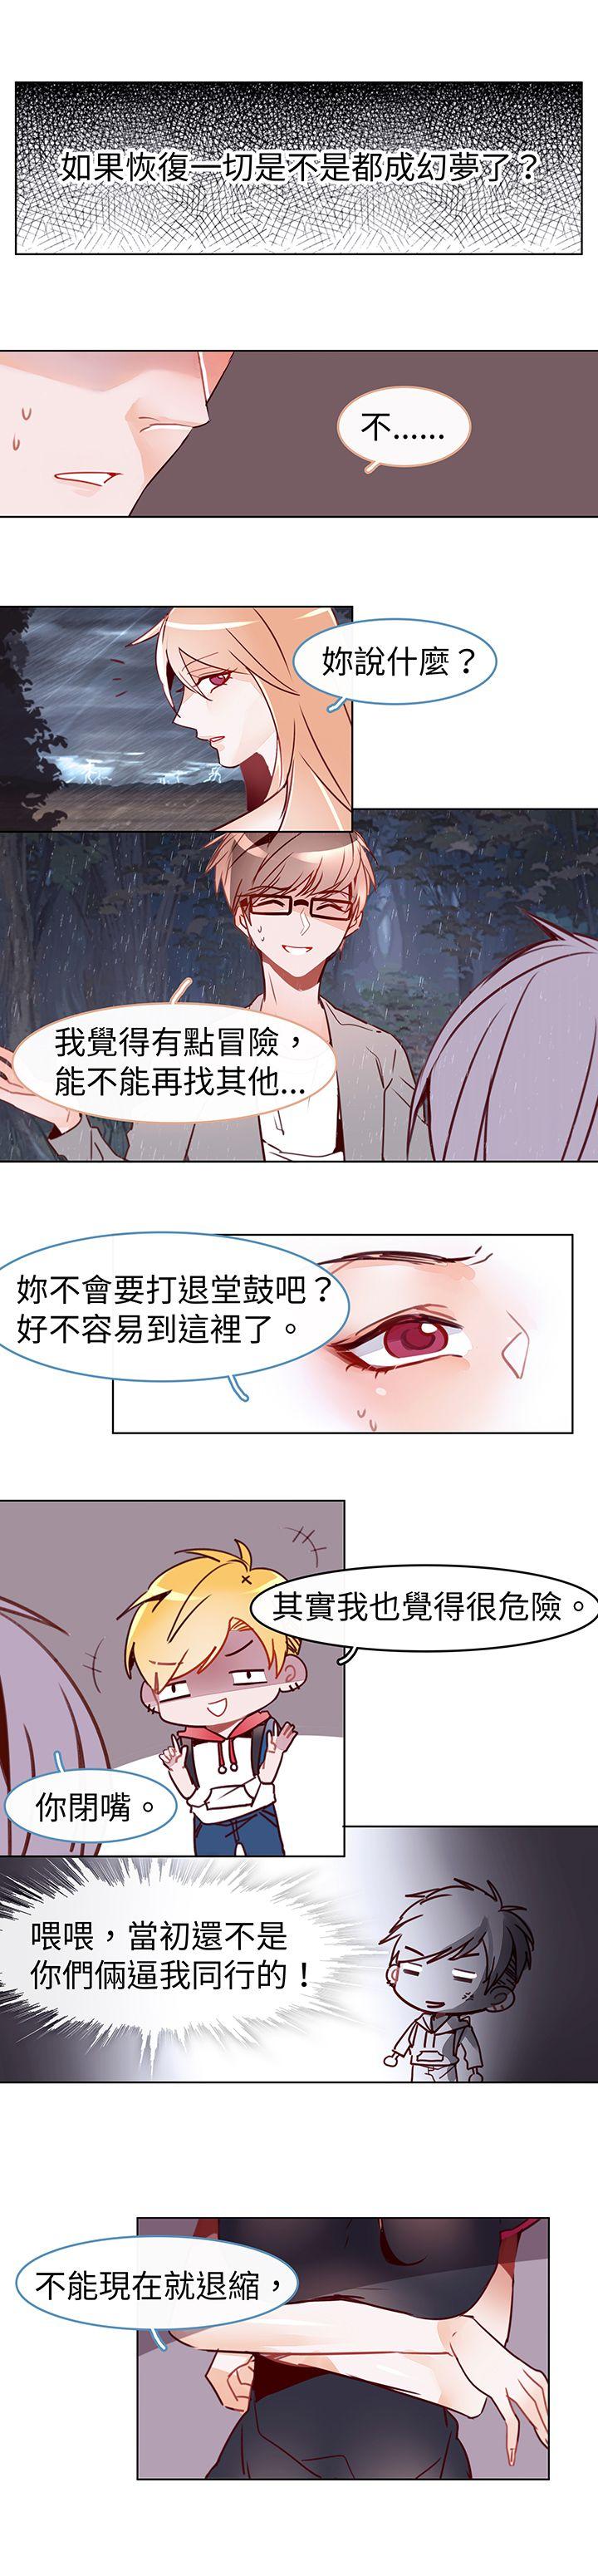 如果恢復一切是不是都成幻夢了？
不......
妳說什麼？
我覺得有點冒險，
能不能再找其他...
妳不會要打退堂鼓吧？
好不容易到這裡了。
其實我也覺得很危險。
你閉嘴。
喂喂，當初還不是
你們倆逼我同行的！
不能現在就退縮，